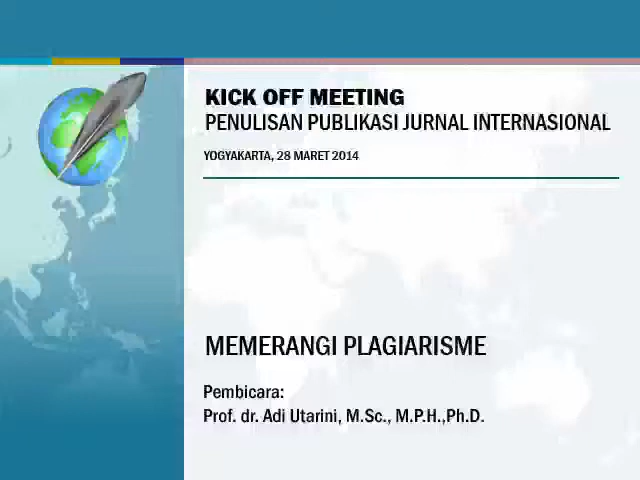 KICK OFF MEETING
PENULISAN PUBLIKASI JURNAL INTERNASIONAL
YOGYAKARTA, 28 MARET 2014
MEMERANGI PLAGIARISME
Pembicara:
Prof. dr. Adi Utarini, M.Sc., M.P.H.,Ph.D.